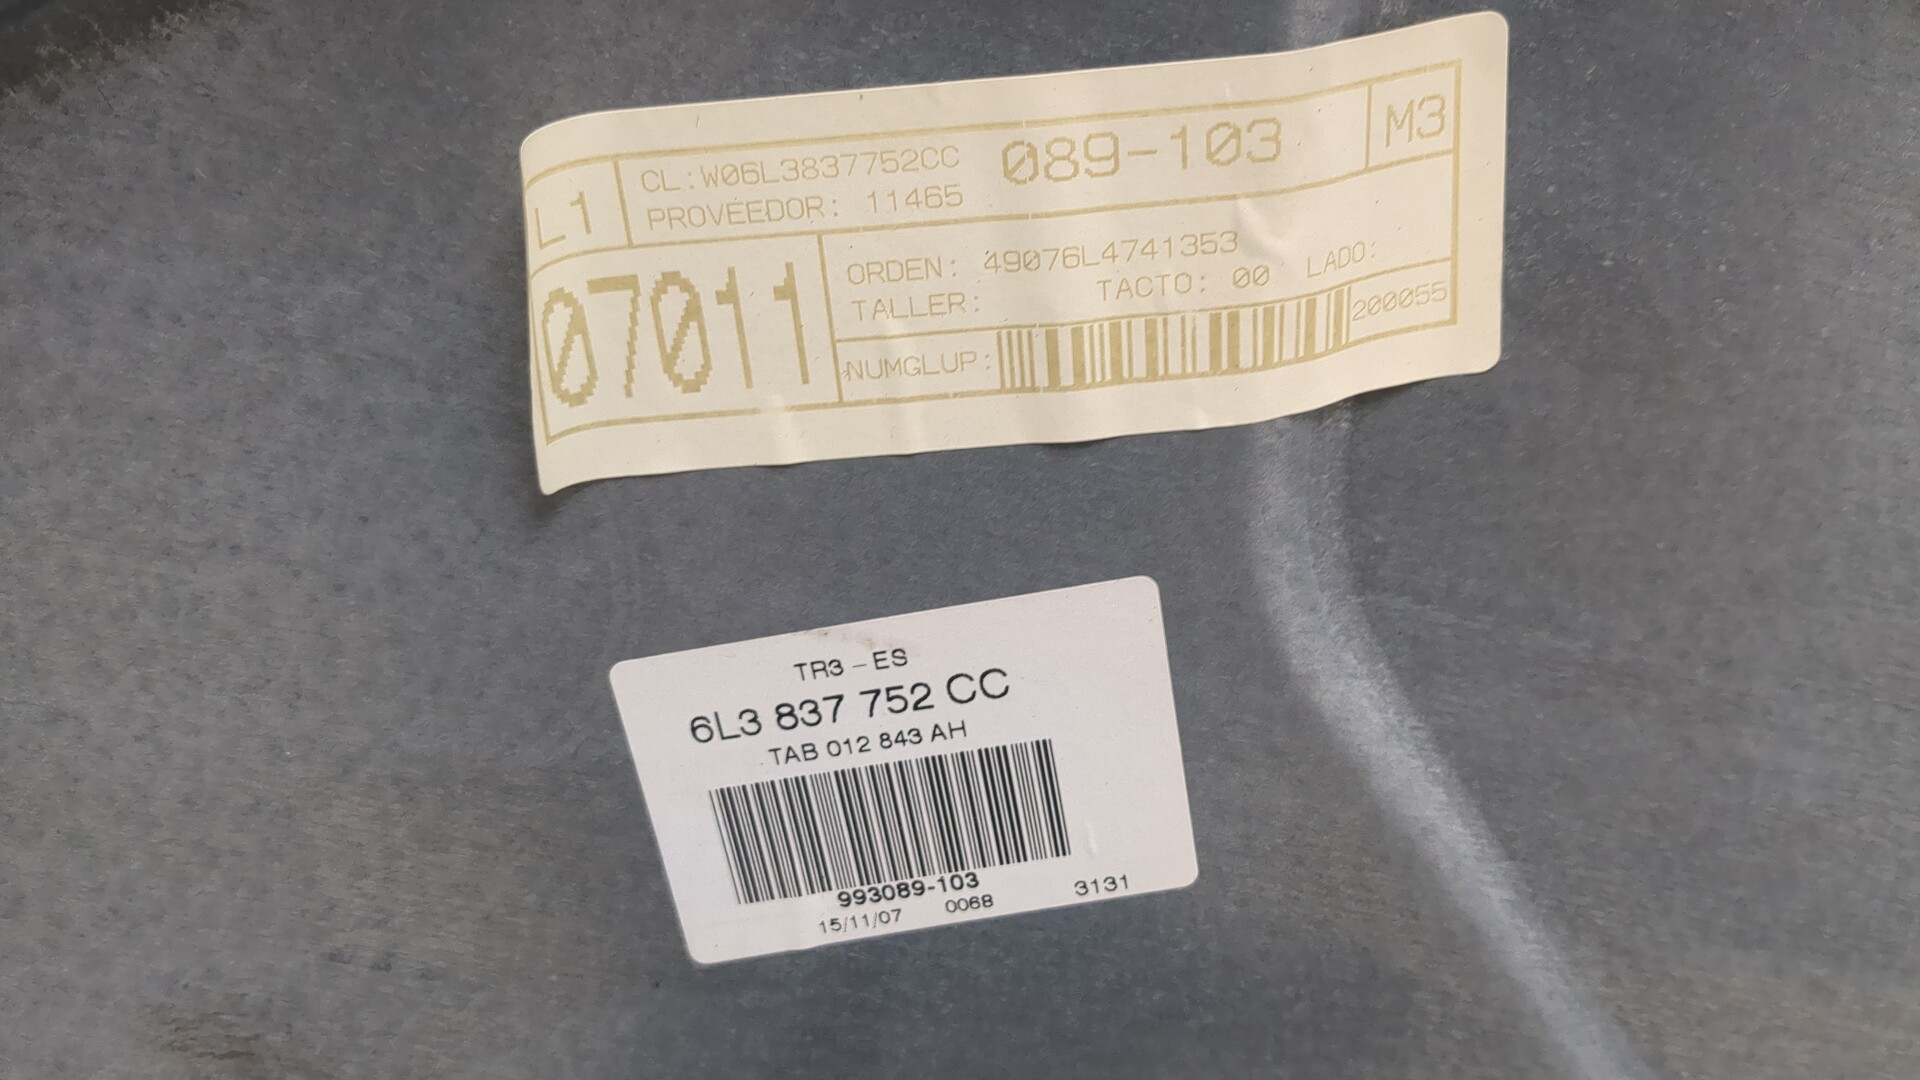 L1
CL:W06L3837752CC
089-103
M3
PROVEEDOR: 11465
07011
ORDEN: 49076L4741353
LADO:
TALLER:
TACTO: 00
NUMGLUP:
200055
TR3 - ES
6L3 837 752 CC
TAB 012 843 AH
993089-103
15/11/07 0068 3131